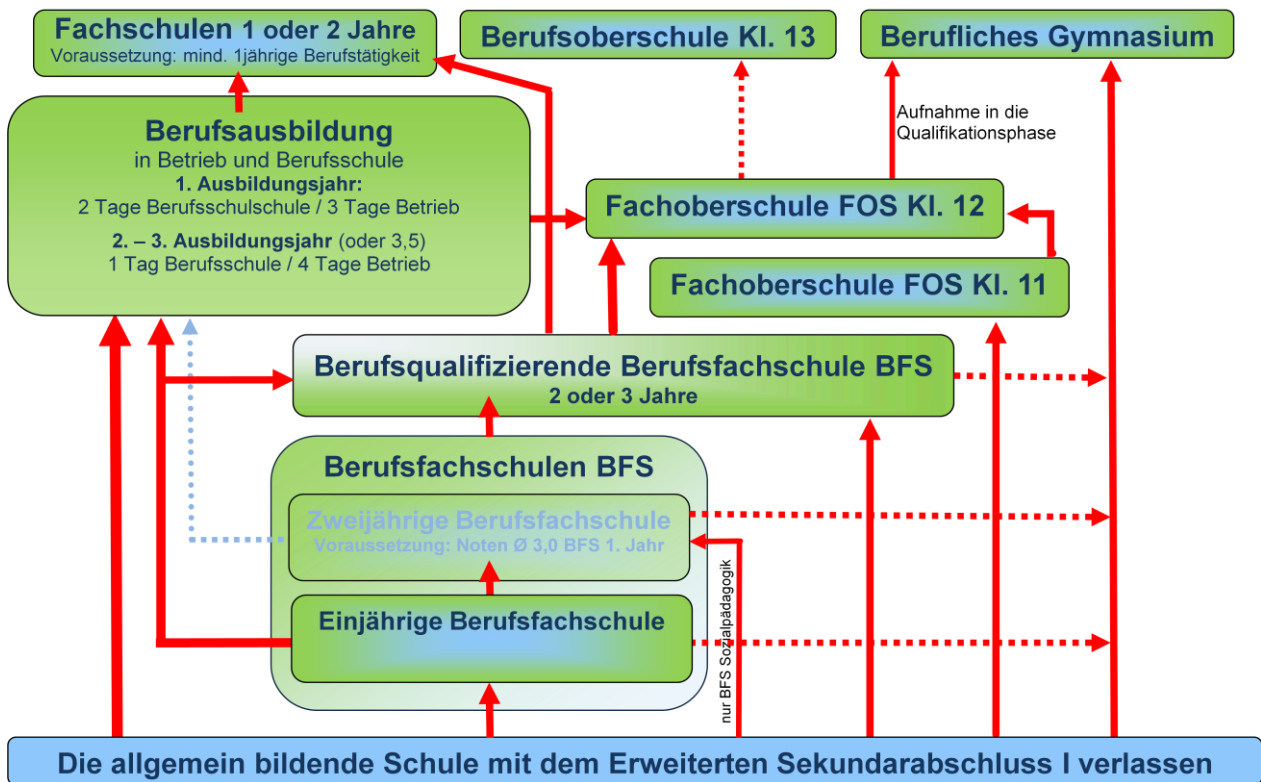 Fachschulen 1 oder 2 Jahre
Voraussetzung: mind. 1jährige Berufstätigkeit
Berufsoberschule Kl. 13
Berufliches Gymnasium
Aufnahme in die
Qualifikationsphase
Berufsausbildung
in Betrieb und Berufsschule
1. Ausbildungsjahr:
2 Tage Berufsschulschule / 3 Tage Betrieb
2. – 3. Ausbildungsjahr (oder 3,5)
1 Tag Berufsschule / 4 Tage Betrieb
Fachoberschule FOS Kl. 12
Fachoberschule FOS Kl. 11
Berufsqualifizierende Berufsfachschule BFS
2 oder 3 Jahre
Berufsfachschulen BFS
Zweijährige Berufsfachschule
Voraussetzung: Noten Ø 3,0 BFS 1. Jahr
nur BFS Sozialpädagogik
Einjährige Berufsfachschule
Die allgemein bildende Schule mit dem Erweiterten Sekundarabschluss I verlassen